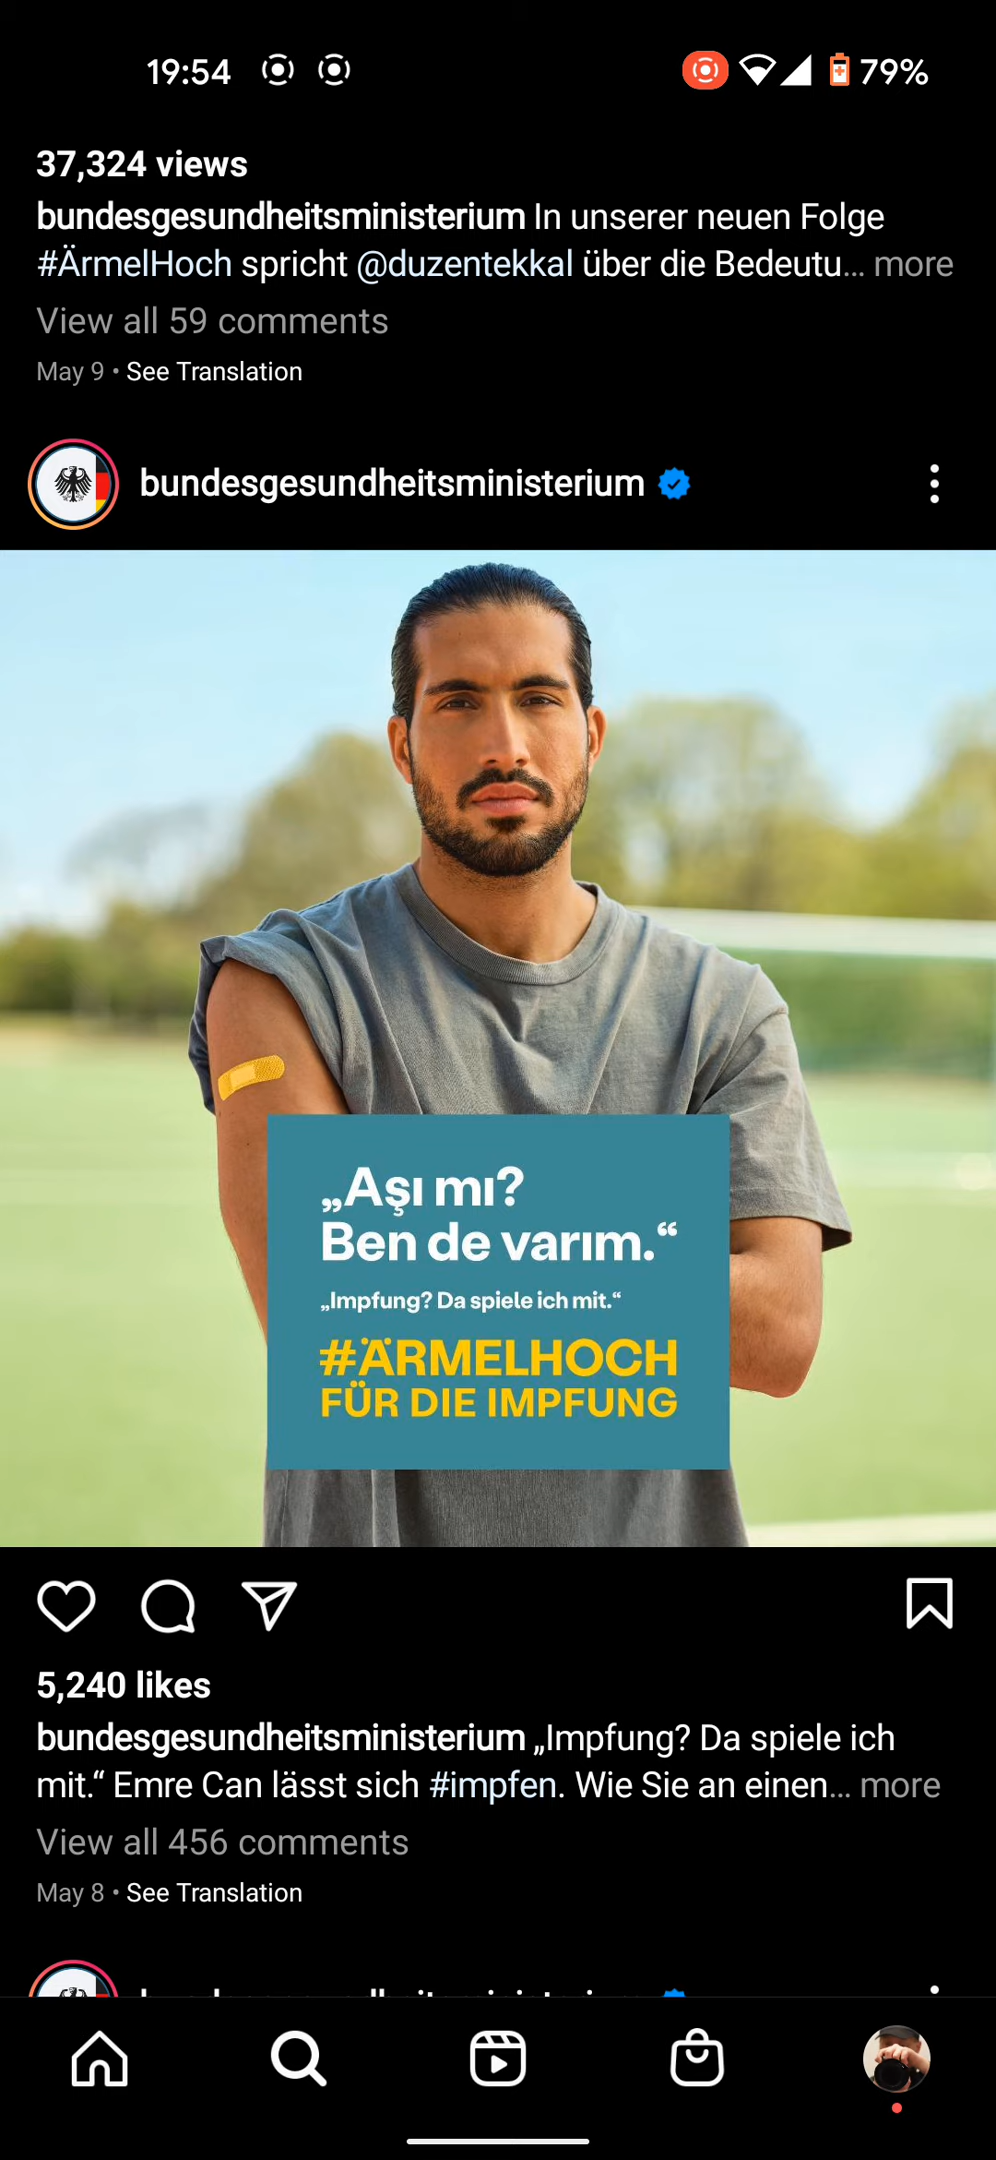 19:54
79%
37,324 views
bundesgesundheitsministerium In unserer neuen Folge
#ÄrmelHoch spricht @duzentekkal über die Bedeutu... more
View all 59 comments
May 9 • See Translation
bundesgesundheitsministerium
„Aşı mı?
Ben de varım.“
„Impfung? Da spiele ich mit.“
#ÄRMELHOCH
FÜR DIE IMPFUNG
5,240 likes
bundesgesundheitsministerium „Impfung? Da spiele ich
mit.“ Emre Can lässt sich #impfen. Wie Sie an einen... more
View all 456 comments
May 8 • See Translation